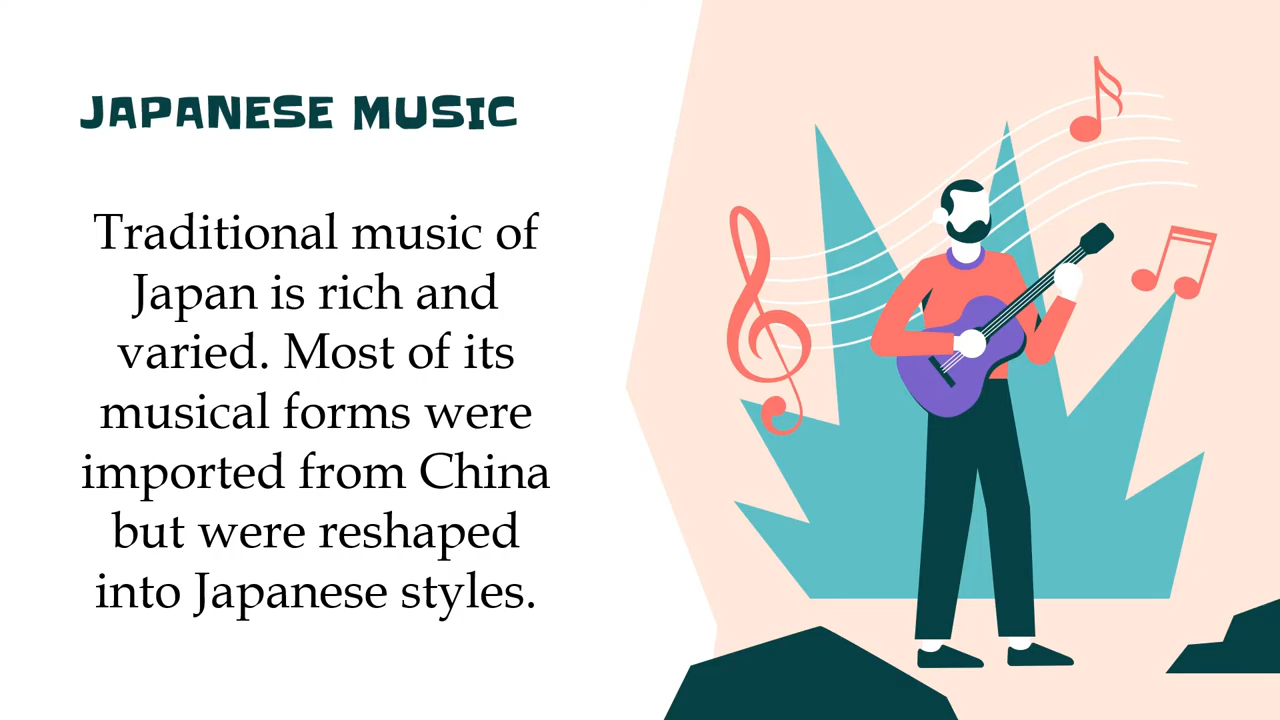 JAPANESE MUSIC
Traditional music of
Japan is rich and
varied. Most of its
musical forms were
imported from China
but were reshaped
into Japanese styles.